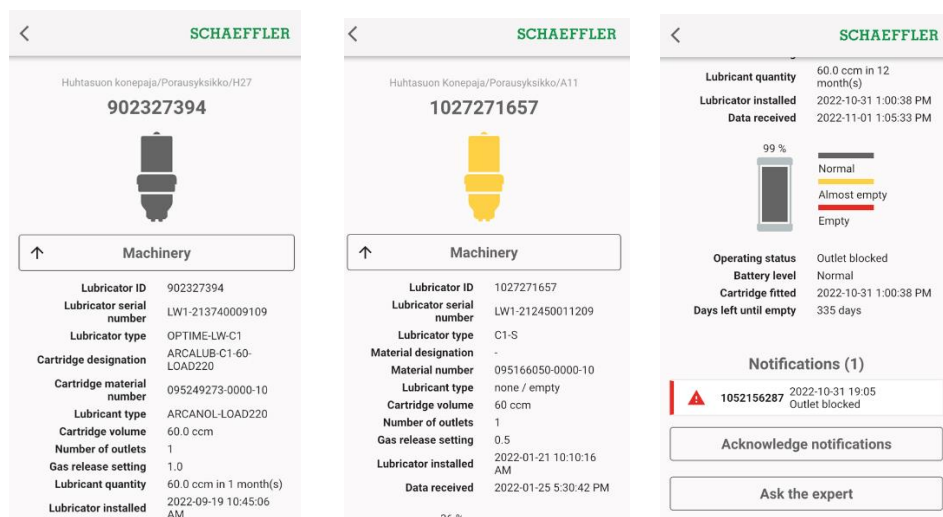 SCHAEFFLER
Huhtasuon konepaja/Porausyksikko/H27
902327394
Machinery
Lubricator ID 902327394
Lubricator serial
number LW1-213740009109
Lubricator type OPTIME-LW-C1
Cartridge designation ARCALUB-C1-60-
LOAD220
Cartridge material
number 095249273-0000-10
Lubricant type ARCANOL-LOAD220
Cartridge volume 60.0 ccm
Number of outlets 1
Gas release setting 1.0
Lubricant quantity 60.0 ccm in 1 month(s)
Lubricator installed 2022-09-19 10:45:06
AM
SCHAEFFLER
Huhtasuon Konepaja/Porausyksikko/A11
1027271657
Machinery
Lubricator ID 1027271657
Lubricator serial
number LW1-212450011209
Lubricator type C1-S
Material designation -
Material number 095166050-0000-10
Lubricant type none / empty
Cartridge volume 60 ccm
Number of outlets 1
Gas release setting 0.5
Lubricator installed 2022-01-21 10:10:16
AM
Data received 2022-01-25 5:30:42 PM
SCHAEFFLER
Lubricant quantity 60.0 ccm in 12
month(s)
Lubricator installed 2022-10-31 1:00:38 PM
Data received 2022-11-01 1:05:33 PM
99 %
Normal
Almost empty
Empty
Operating status Outlet blocked
Battery level Normal
Cartridge fitted 2022-10-31 1:00:38 PM
Days left until empty 335 days
Notifications (1)
1052156287 2022-10-31 19:05
Outlet blocked
Acknowledge notifications
Ask the expert